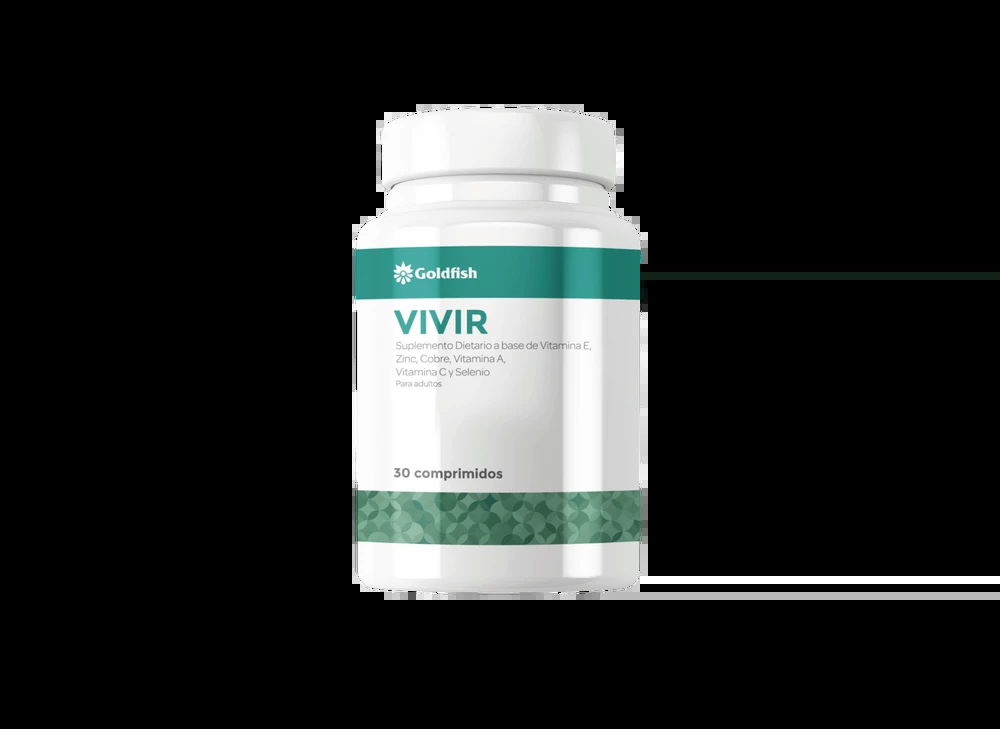 Goldfish
VIVIR
Suplemento Dietario a base de Vitamina E,
Zinc, Cobre, Vitamina A,
Vitamina C y Selenio
Para adultos
30 comprimidos